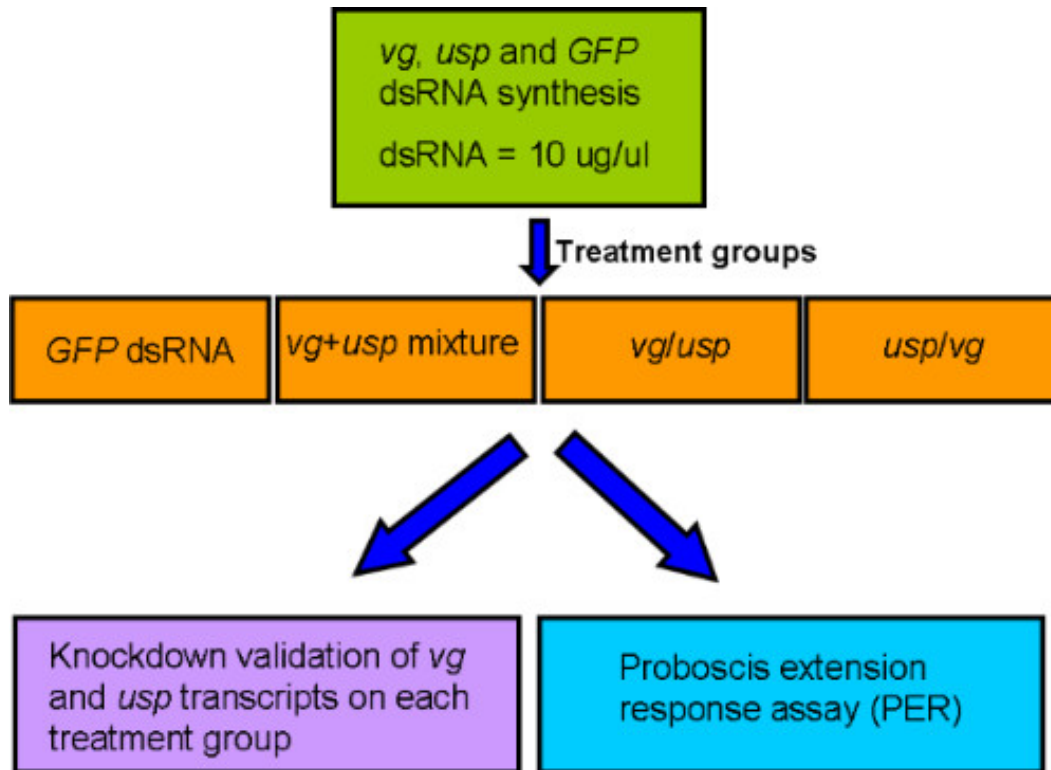 vg, usp and GFP
dsRNA synthesis
dsRNA = 10 ug/ul
Treatment groups
GFP dsRNA
vg+usp mixture
vg/usp
usp/vg
Knockdown validation of vg
and usp transcripts on each
treatment group
Proboscis extension
response assay (PER)